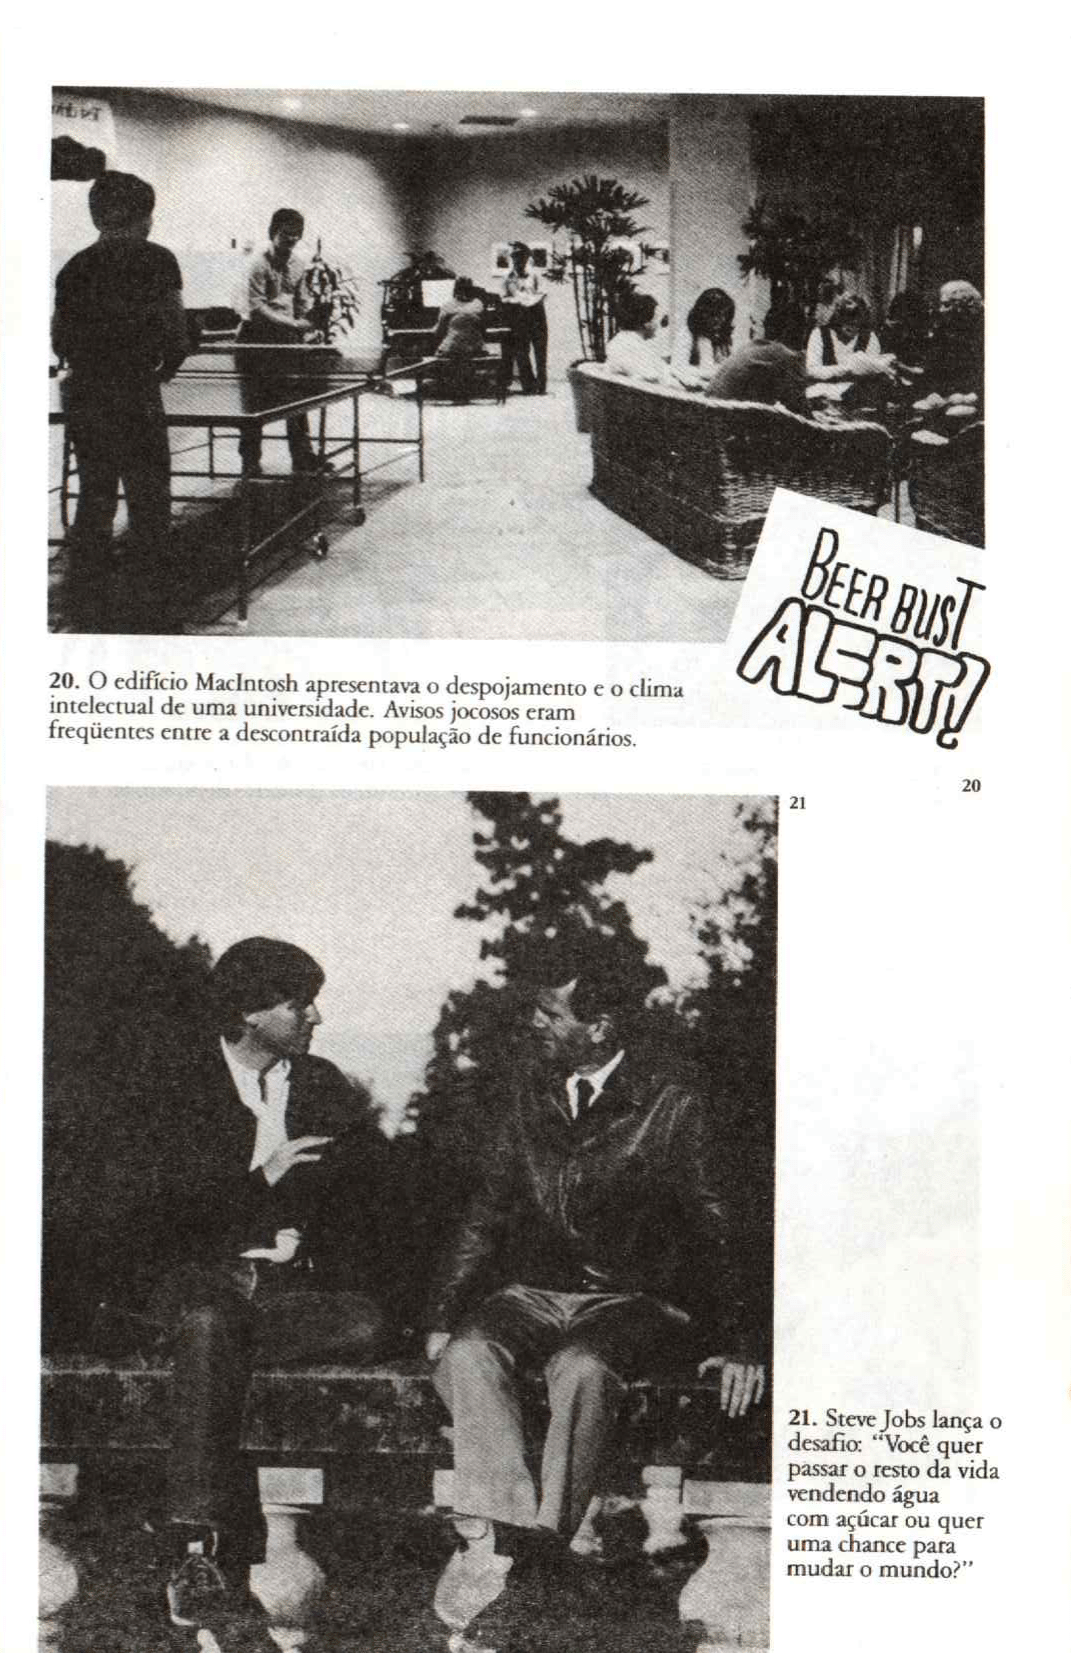 BEER BUST
ALERT!
20. O edifício MacIntosh apresentava o despojamento e o clima
intelectual de uma universidade. Avisos jocosos eram
freqüentes entre a descontraída população de funcionários.
20
21
21. Steve Jobs lança o
desafio: “Você quer
passar o resto da vida
vendendo água
com açúcar ou quer
uma chance para
mudar o mundo?”